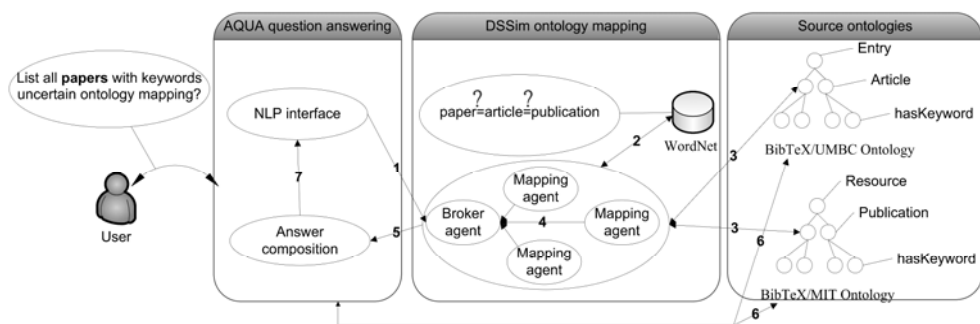 AQUA question answering
DSSim ontology mapping
Source ontologies
List all papers with keywords
uncertain ontology mapping?
User
NLP interface
7
Answer
composition
1
5
?
?
paper=article=publication
WordNet
2
Mapping
agent
Broker
agent
4
Mapping
agent
Mapping
agent
3
3
6
6
Entry
Article
hasKeyword
BibTeX/UMBC Ontology
Resource
Publication
hasKeyword
BibTeX/MIT Ontology